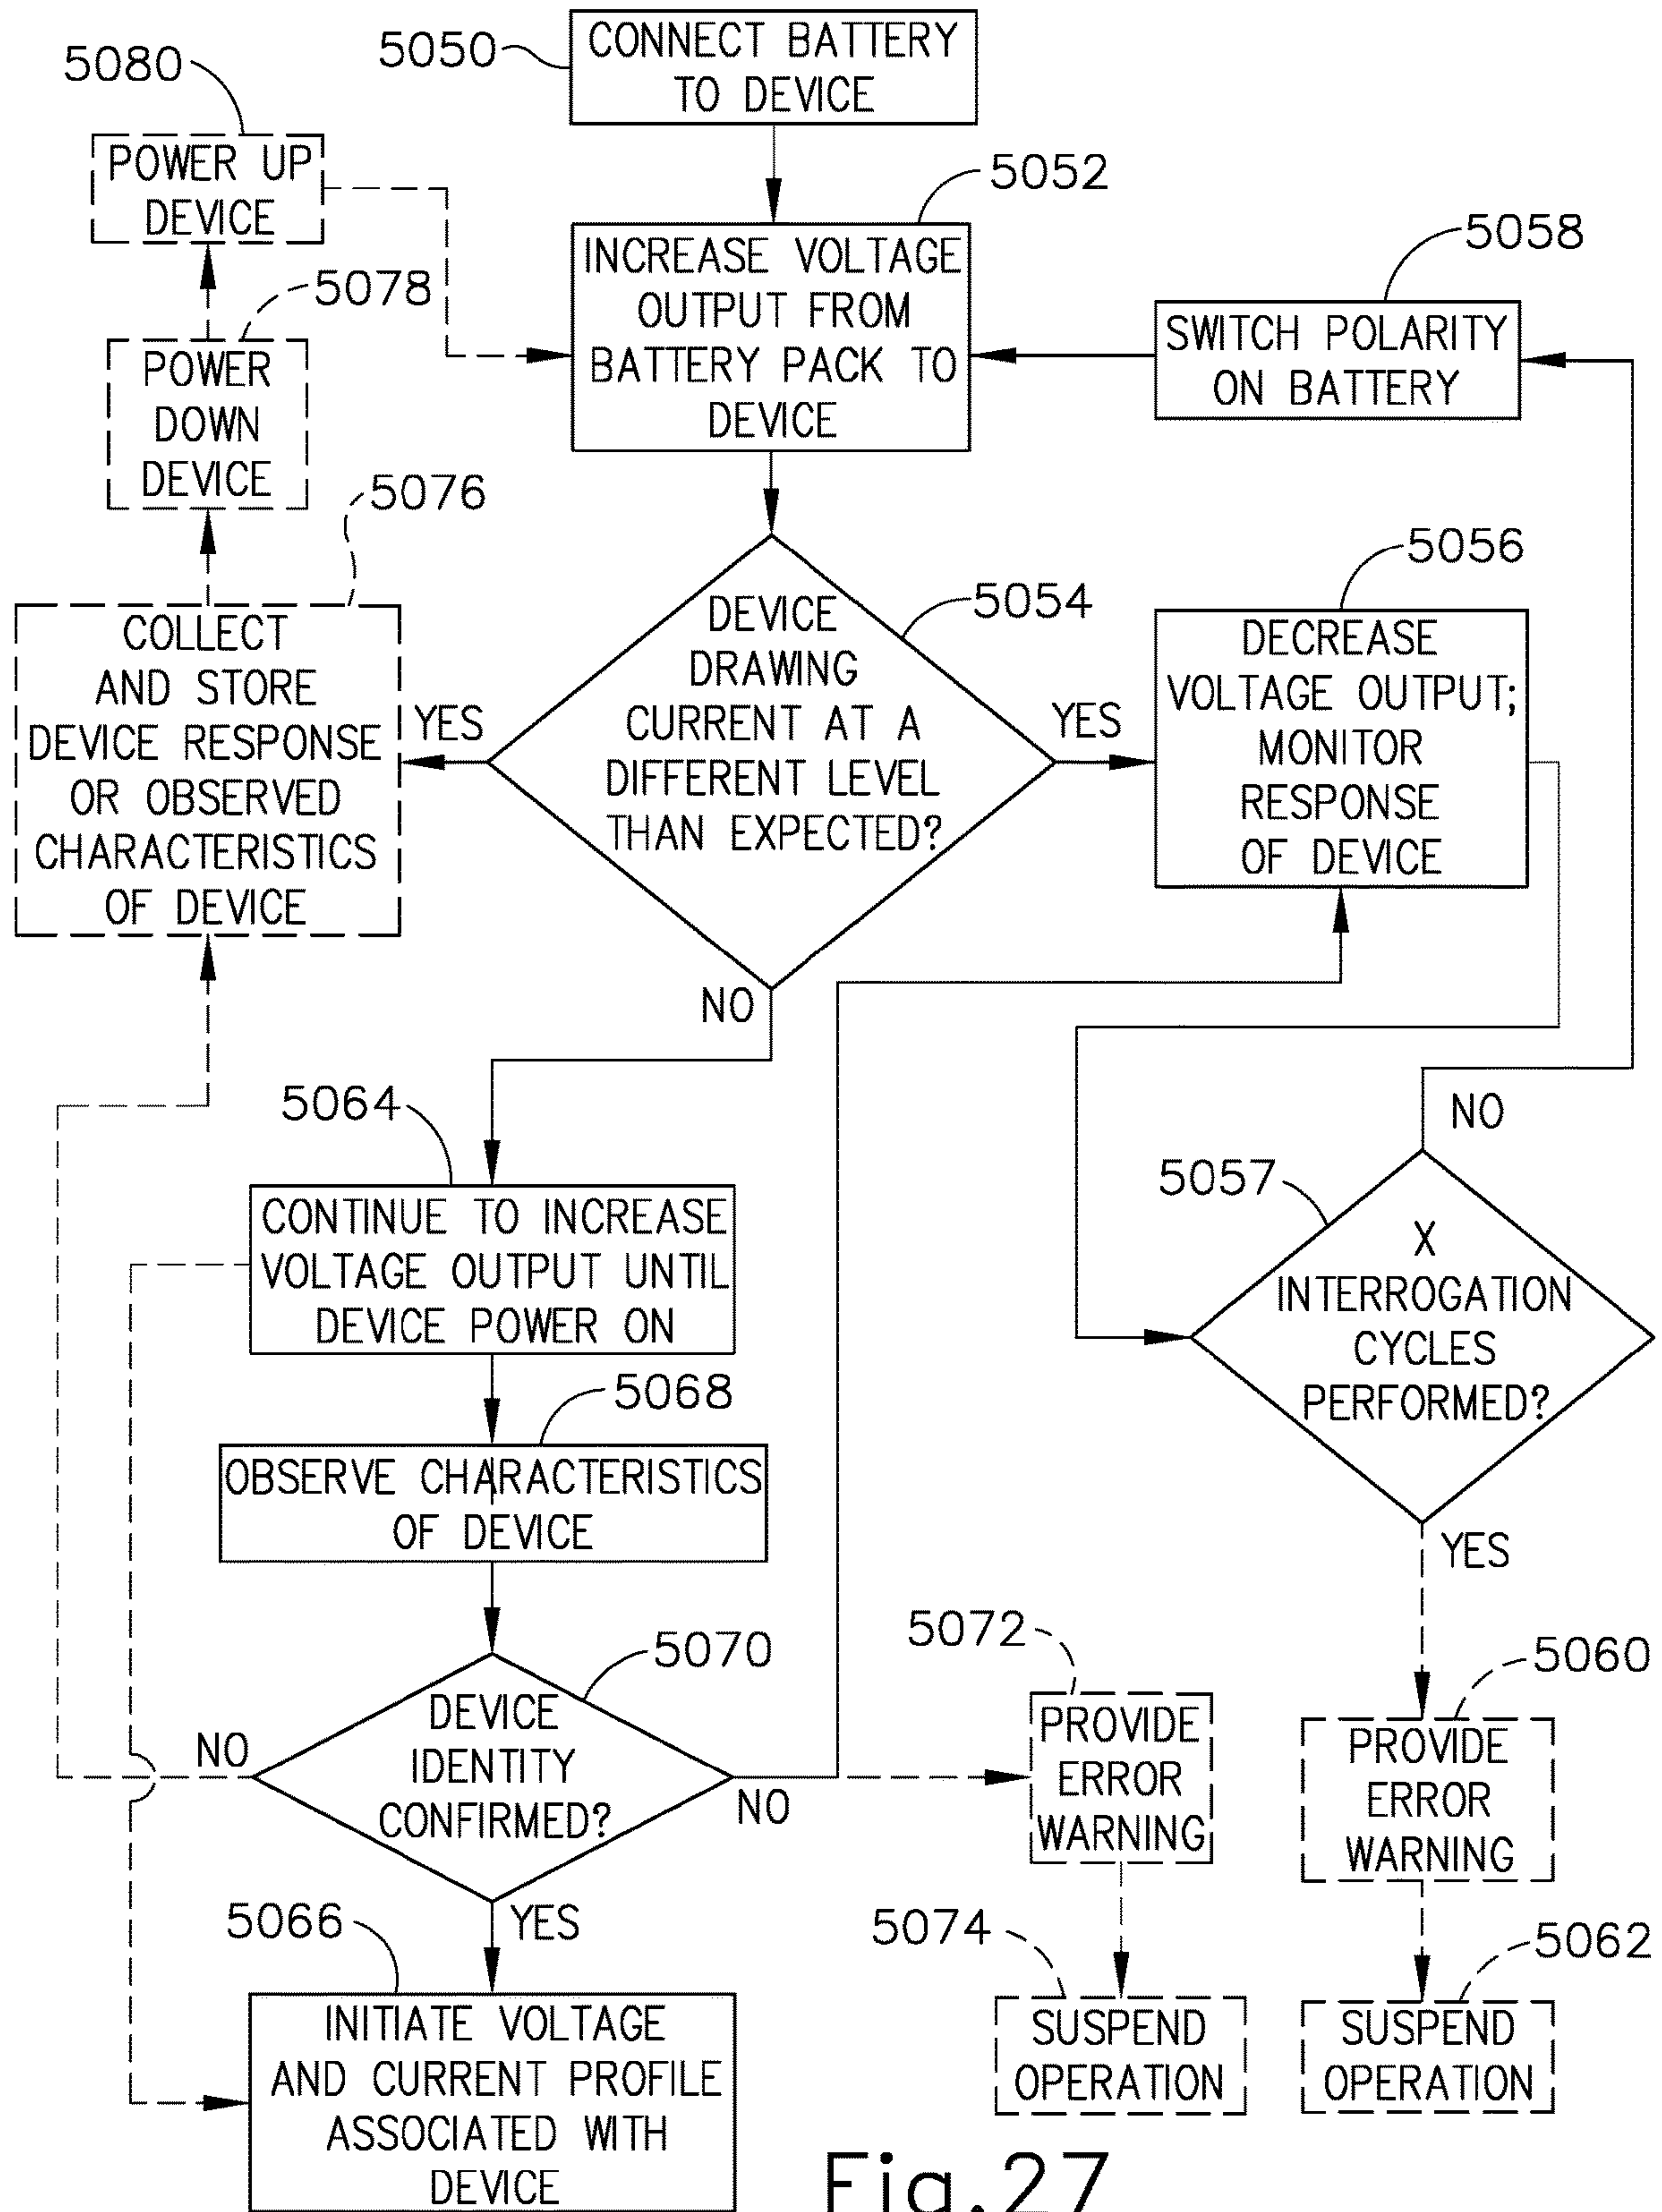 5050
CONNECT BATTERY
TO DEVICE
5080
POWER UP
DEVICE
5052
INCREASE VOLTAGE
OUTPUT FROM
BATTERY PACK TO
DEVICE
5058
SWITCH POLARITY
ON BATTERY
5078
POWER
DOWN
DEVICE
5076
COLLECT
AND STORE
DEVICE RESPONSE
OR OBSERVED
CHARACTERISTICS
OF DEVICE
YES
5054
DEVICE
DRAWING
CURRENT AT A
DIFFERENT LEVEL
THAN EXPECTED?
YES
5056
DECREASE
VOLTAGE OUTPUT;
MONITOR
RESPONSE
OF DEVICE
NO
5064
CONTINUE TO INCREASE
VOLTAGE OUTPUT UNTIL
DEVICE POWER ON
NO
5057
X
INTERROGATION
CYCLES
PERFORMED?
YES
5068
OBSERVE CHARACTERISTICS
OF DEVICE
5070
DEVICE
IDENTITY
CONFIRMED?
NO
NO
YES
5072
PROVIDE
ERROR
WARNING
5060
PROVIDE
ERROR
WARNING
5066
INITIATE VOLTAGE
AND CURRENT PROFILE
ASSOCIATED WITH
DEVICE
5074
SUSPEND
OPERATION
5062
SUSPEND
OPERATION
Fig.27